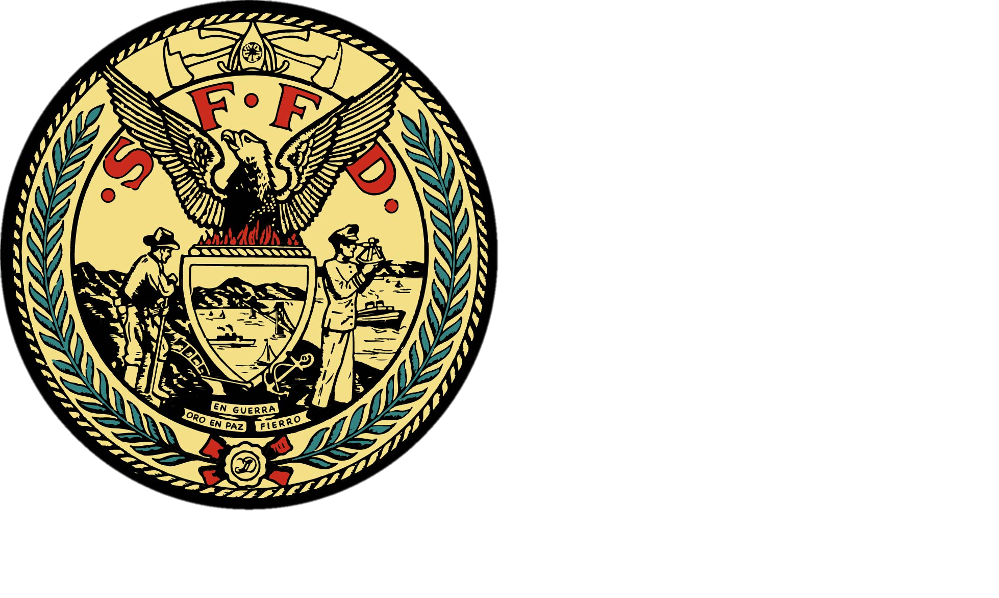 · S F · F D ·
EN GUERRA
ORO EN PAZ FIERRO